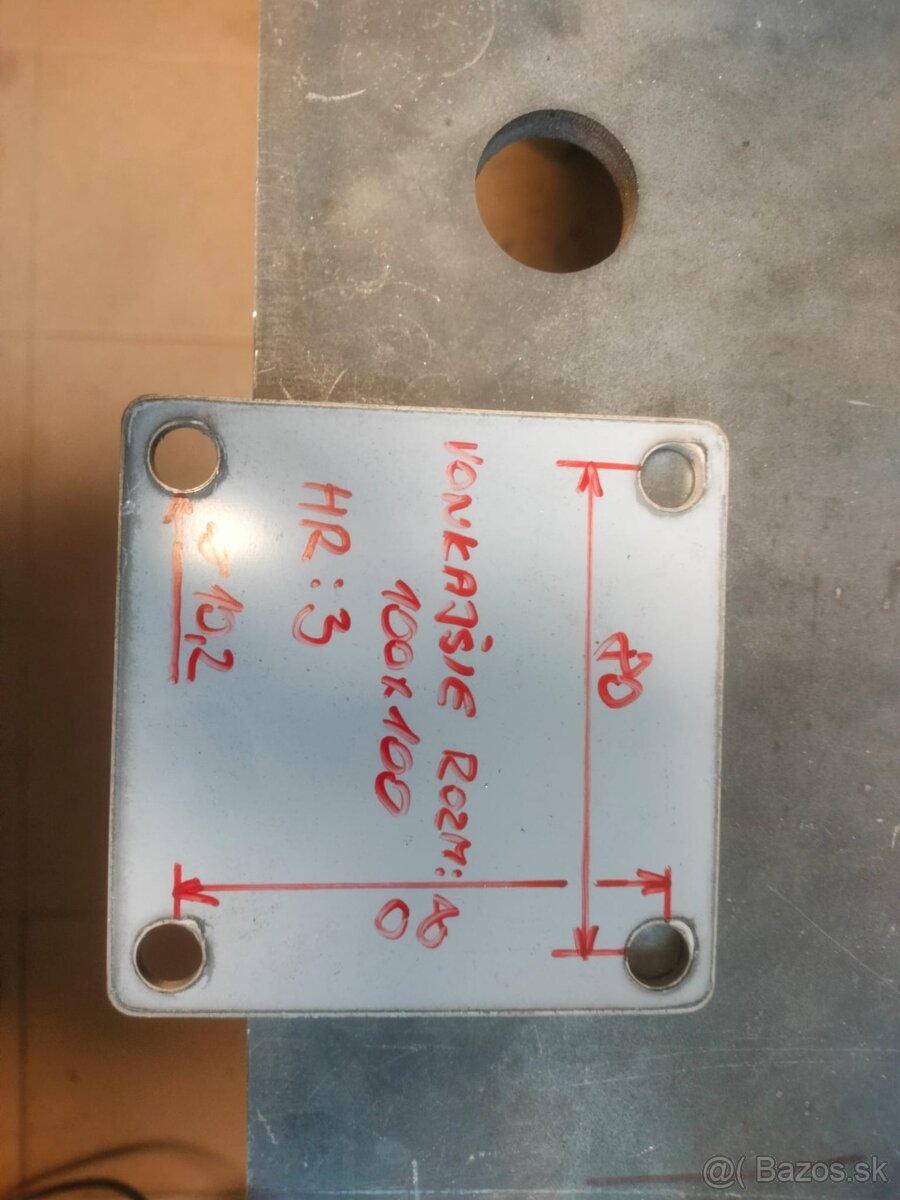 80
VONKAJŠIE ROZM:
80
100x100
HR:3
⌀10,2
@( Bazos.sk